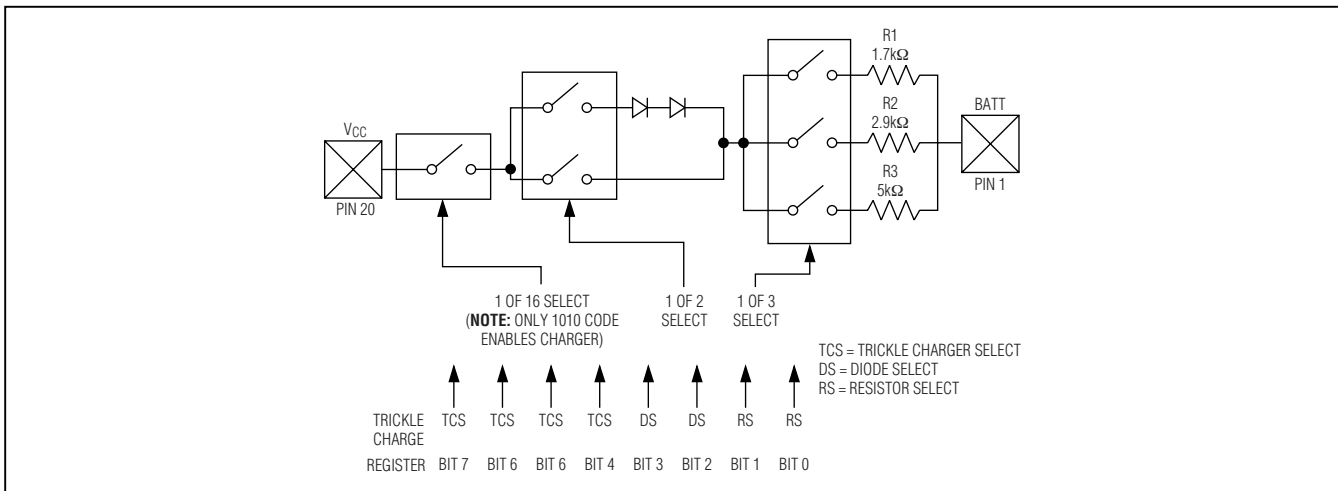 R1
1.7kΩ
R2
2.9kΩ
R3
5kΩ
BATT
PIN 1
VCC
PIN 20
1 OF 16 SELECT
(NOTE: ONLY 1010 CODE
ENABLES CHARGER)
1 OF 2
SELECT
1 OF 3
SELECT
TCS = TRICKLE CHARGER SELECT
DS = DIODE SELECT
RS = RESISTOR SELECT
TRICKLE
CHARGE
REGISTER
TCS TCS TCS TCS DS DS RS RS
BIT 7 BIT 6 BIT 6 BIT 4 BIT 3 BIT 2 BIT 1 BIT 0